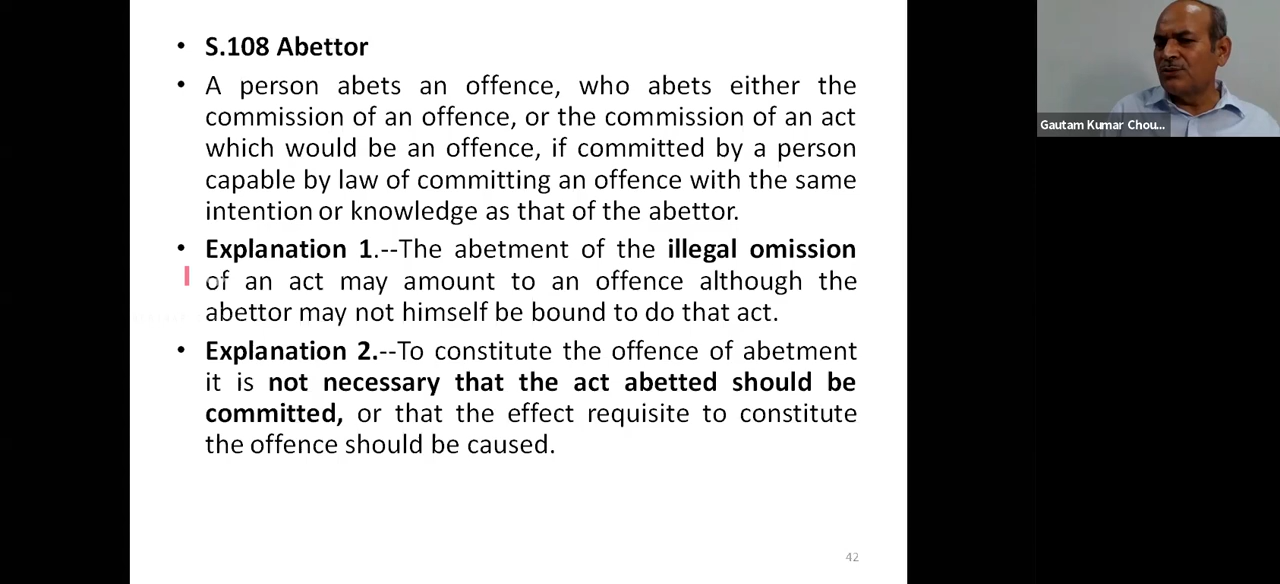 • S.108 Abettor
• A person abets an offence, who abets either the
commission of an offence, or the commission of an act
which would be an offence, if committed by a person
capable by law of committing an offence with the same
intention or knowledge as that of the abettor.
• Explanation 1.--The abetment of the illegal omission
of an act may amount to an offence although the
abettor may not himself be bound to do that act.
• Explanation 2.--To constitute the offence of abetment
it is not necessary that the act abetted should be
committed, or that the effect requisite to constitute
the offence should be caused.
42
Gautam Kumar Chou...